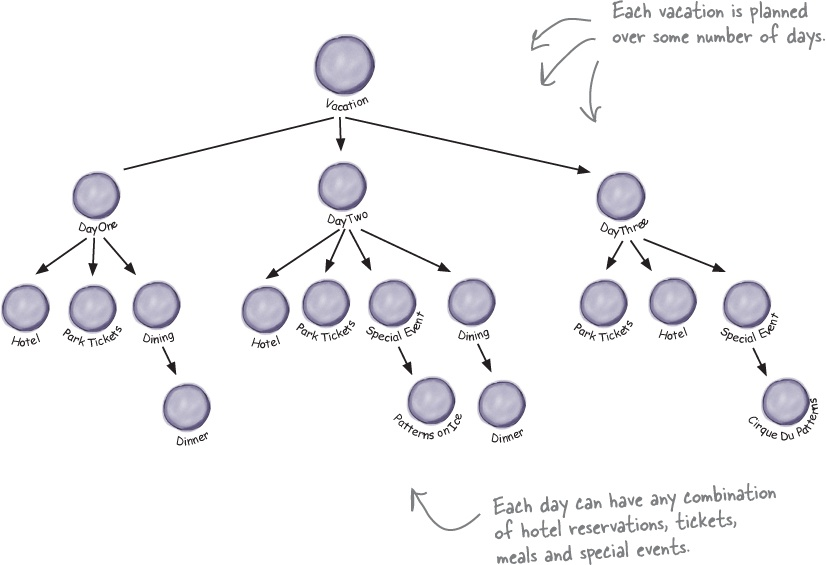 Each vacation is planned
over some number of days.
Vacation
DayOne
DayTwo
DayThree
Hotel
Park Tickets
Dining
Hotel
Park Tickets
Special Event
Dining
Park Tickets
Hotel
Special Event
Dinner
Patterns on Ice
Dinner
Cirque Du Patterns
Each day can have any combination
of hotel reservations, tickets,
meals and special events.